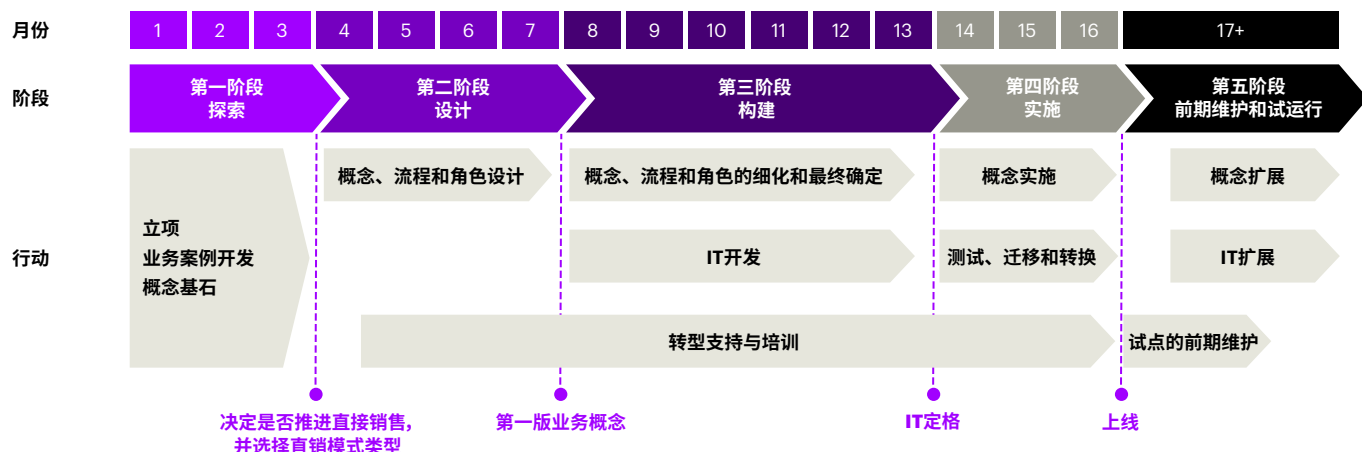 月份
1 2 3 4 5 6 7 8 9 10 11 12 13 14 15 16 17+
阶段
第一阶段
探索
第二阶段
设计
第三阶段
构建
第四阶段
实施
第五阶段
前期维护和试运行
行动
立项
业务案例开发
概念基石
概念、流程和角色设计
概念、流程和角色的细化和最终确定
概念实施
概念扩展
IT开发
测试、迁移和转换
IT扩展
转型支持与培训
试点的前期维护
决定是否推进直接销售,
并选择直销模式类型
第一版业务概念
IT定格
上线